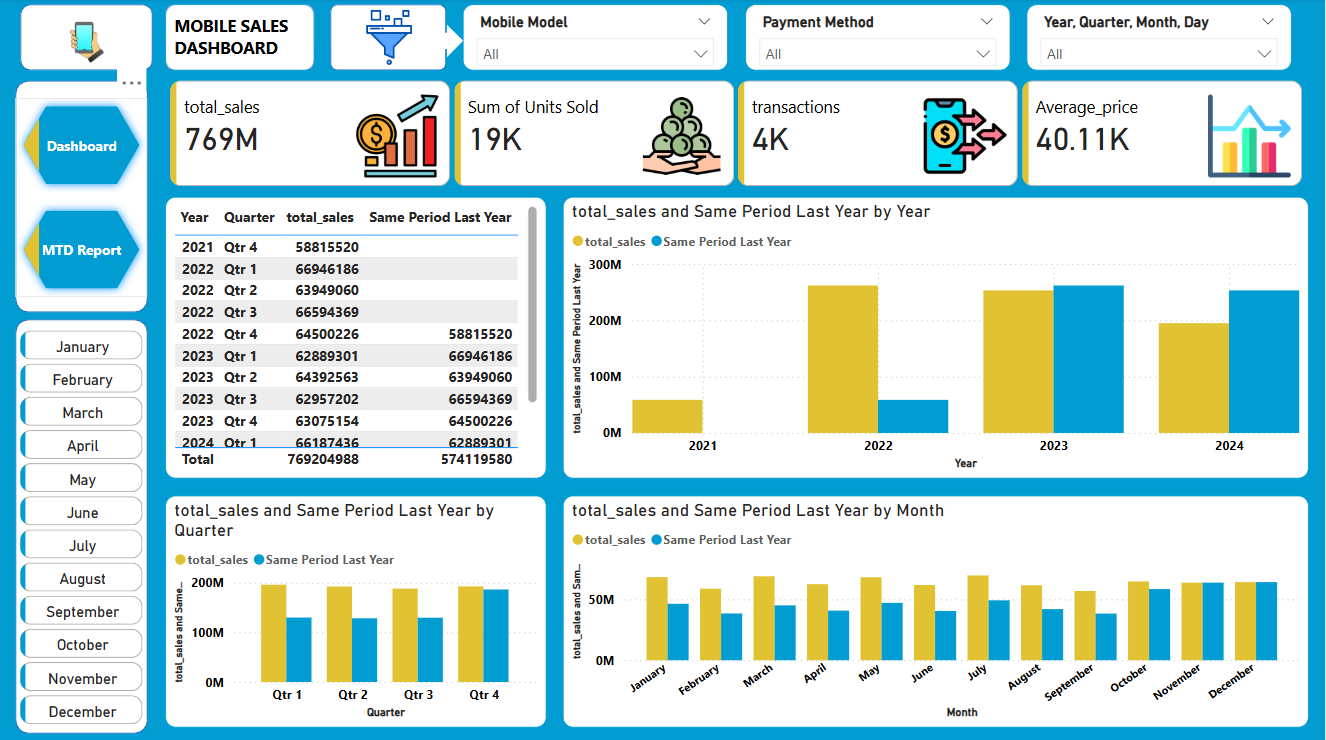 MOBILE SALES
DASHBOARD
Mobile Model
All
Payment Method
All
Year, Quarter, Month, Day
All
Dashboard
MTD Report
January
February
March
April
May
June
July
August
September
October
November
December
total_sales
769M
Sum of Units Sold
19K
transactions
4K
Average_price
40.11K
Year Quarter total_sales Same Period Last Year
2021 Qtr 4 58815520
2022 Qtr 1 66946186
2022 Qtr 2 63949060
2022 Qtr 3 66594369
2022 Qtr 4 64500226 58815520
2023 Qtr 1 62889301 66946186
2023 Qtr 2 64392563 63949060
2023 Qtr 3 62957202 66594369
2023 Qtr 4 63075154 64500226
2024 Qtr 1 66187436 62889301
Total 769204988 574119580
total_sales and Same Period Last Year by Year
total_sales Same Period Last Year
total_sales and Same Period Last Year
300M
200M
100M
0M
2021 2022 2023 2024
Year
total_sales and Same Period Last Year by
Quarter
total_sales Same Period Last Year
total_sales and Same...
200M
100M
0M
Qtr 1 Qtr 2 Qtr 3 Qtr 4
Quarter
total_sales and Same Period Last Year by Month
total_sales Same Period Last Year
total_sales and Sam...
50M
0M
January February March April May June July August September October November December
Month